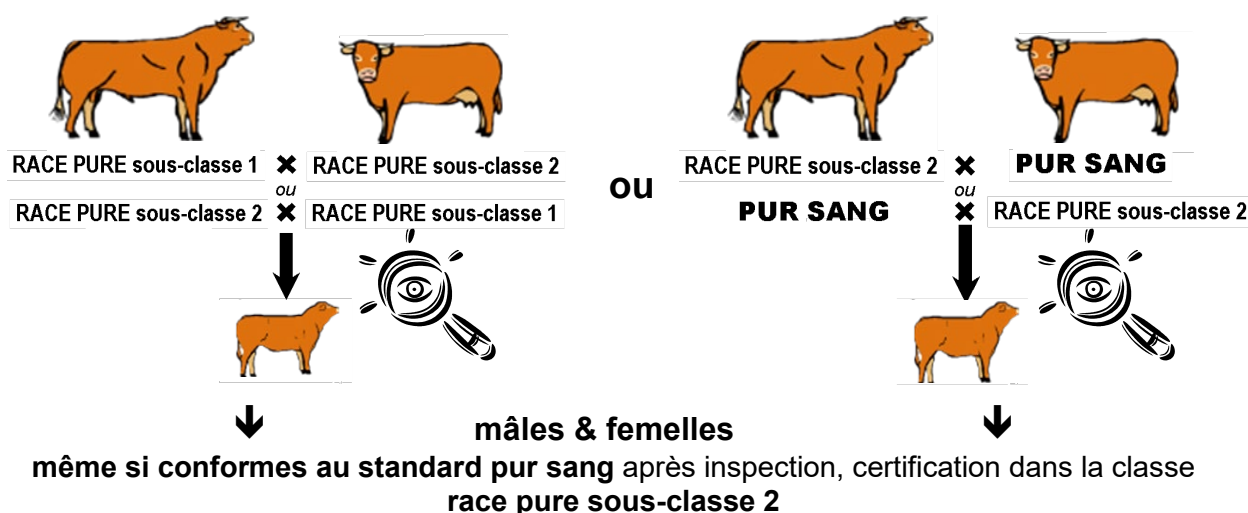 RACE PURE sous-classe 1 × RACE PURE sous-classe 2
ou
RACE PURE sous-classe 2 × RACE PURE sous-classe 1
ou
RACE PURE sous-classe 2 × PUR SANG
ou
PUR SANG × RACE PURE sous-classe 2
mâles & femelles
même si conformes au standard pur sang après inspection, certification dans la classe
race pure sous-classe 2